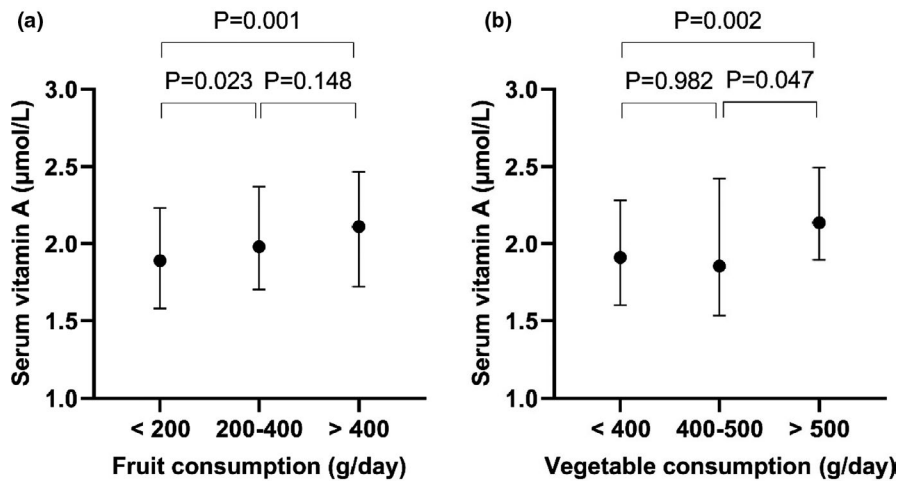 (a)
P=0.001
P=0.023
P=0.148
3.0
2.5
2.0
1.5
1.0
Serum vitamin A (μmol/L)
< 200
200-400
> 400
Fruit consumption (g/day)
(b)
P=0.002
P=0.982
P=0.047
3.0
2.5
2.0
1.5
1.0
Serum vitamin A (μmol/L)
< 400
400-500
> 500
Vegetable consumption (g/day)